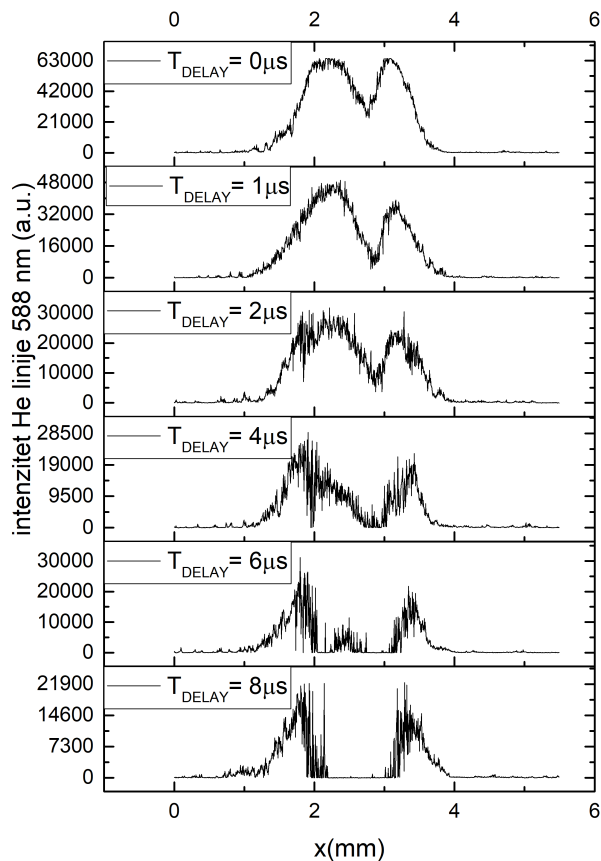 0 2 4 6
63000
42000
21000
0
T_DELAY = 0μs
48000
32000
16000
0
T_DELAY = 1μs
30000
20000
10000
0
T_DELAY = 2μs
28500
19000
9500
0
T_DELAY = 4μs
30000
20000
10000
0
T_DELAY = 6μs
21900
14600
7300
0
T_DELAY = 8μs
0 2 4 6
x(mm)
intenzitet He linije 588 nm (a.u.)